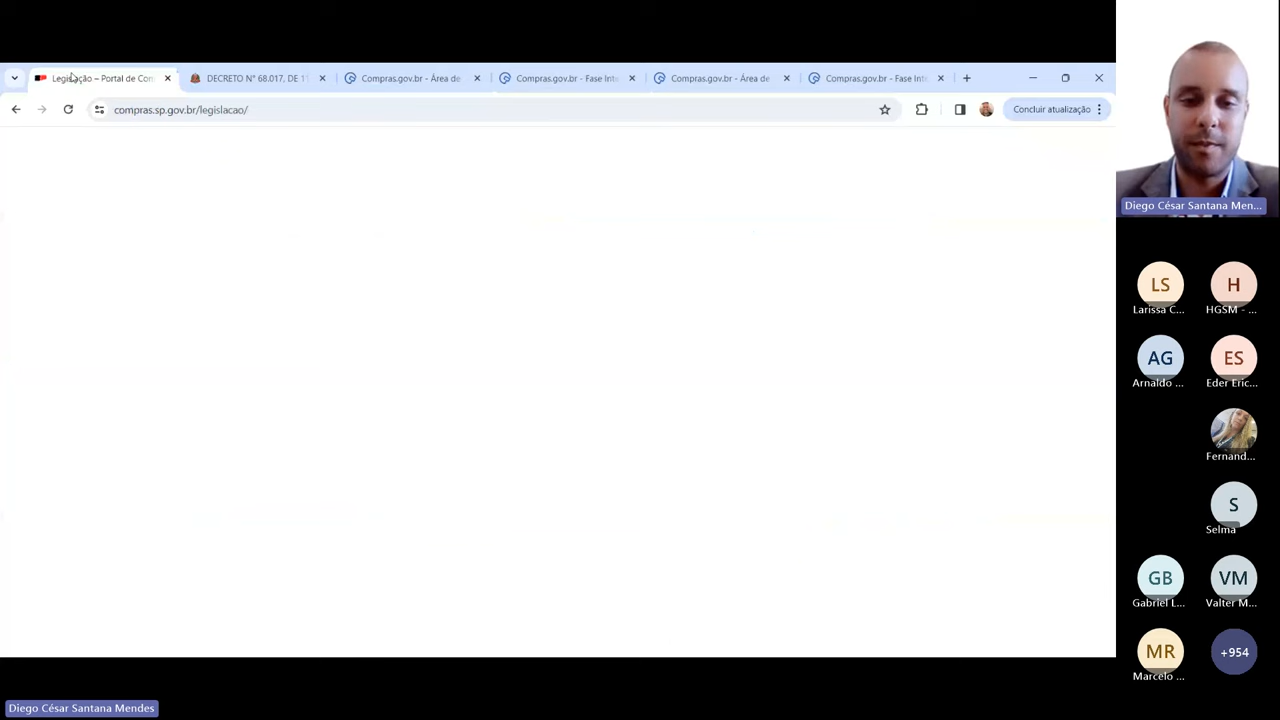 Legislação – Portal de Con
DECRETO N° 68.017, DE 1
Compras.gov.br - Área de
Compras.gov.br - Fase Inte
Compras.gov.br - Área de
Compras.gov.br - Fase Inte
compras.sp.gov.br/legislacao/
Concluir atualização
Diego César Santana Men...
LS
H
Larissa C...
HGSM - ...
AG
ES
Arnaldo ...
Eder Eric...
Fernand...
S
Selma
GB
VM
Gabriel L...
Valter M...
MR
+954
Marcelo ...
Diego César Santana Mendes